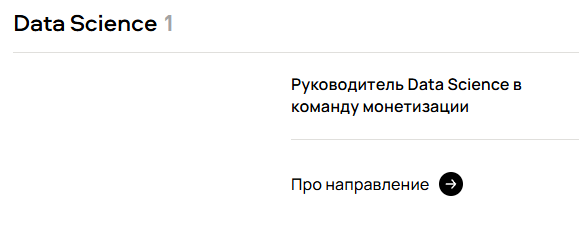 Data Science 1
Руководитель Data Science в
команду монетизации
Про направление